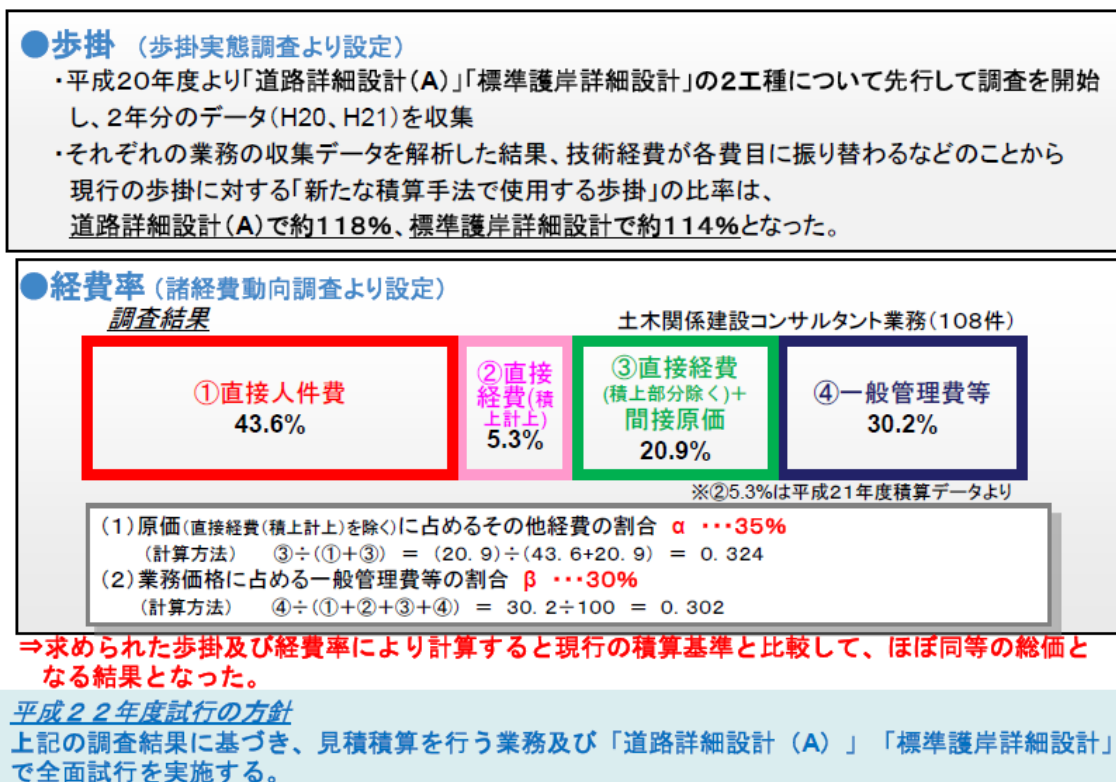 ●歩掛 (歩掛実態調査より設定)
・平成20年度より「道路詳細設計(A)」「標準護岸詳細設計」の2工種について先行して調査を開始
し、2年分のデータ(H20、H21)を収集
・それぞれの業務の収集データを解析した結果、技術経費が各費目に振り替わるなどのことから
現行の歩掛に対する「新たな積算手法で使用する歩掛」の比率は、
道路詳細設計(A)で約118%、標準護岸詳細設計で約114%となった。
●経費率 (諸経費動向調査より設定)
調査結果
土木関係建設コンサルタント業務(108件)
①直接人件費
43.6%
②直接
経費(積
上計上)
5.3%
③直接経費
(積上部分除く)+
間接原価
20.9%
④一般管理費等
30.2%
※②5.3%は平成21年度積算データより
(1)原価(直接経費(積上計上)を除く)に占めるその他経費の割合 α ・・・35%
(計算方法) ③÷(①+③) = (20.9)÷(43.6+20.9) = 0.324
(2)業務価格に占める一般管理費等の割合 β ・・・30%
(計算方法) ④÷(①+②+③+④) = 30.2÷100 = 0.302
⇒求められた歩掛及び経費率により計算すると現行の積算基準と比較して、ほぼ同等の総価と
なる結果となった。
平成22年度試行の方針
上記の調査結果に基づき、見積積算を行う業務及び「道路詳細設計(A)」「標準護岸詳細設計」
で全面試行を実施する。